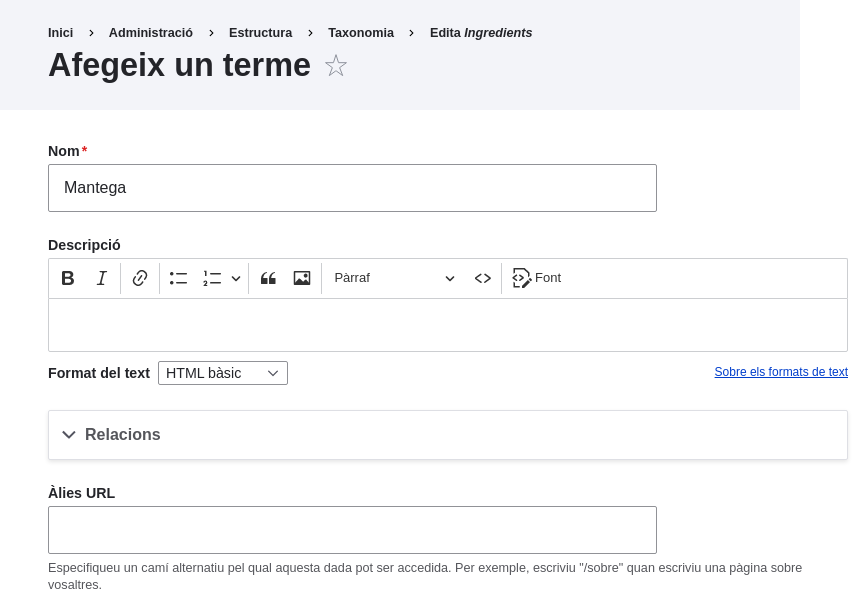 Inici > Administració > Estructura > Taxonomia > Edita Ingredients
Afegeix un terme ☆
Nom*
Mantega
Descripció
B I Pàrraf <> Font
Format del text HTML bàsic Sobre els formats de text
Relacions
Àlies URL
Especifiqueu un camí alternatiu pel qual aquesta dada pot ser accedida. Per exemple, escriviu "/sobre" quan escriviu una pàgina sobre
vosaltres.